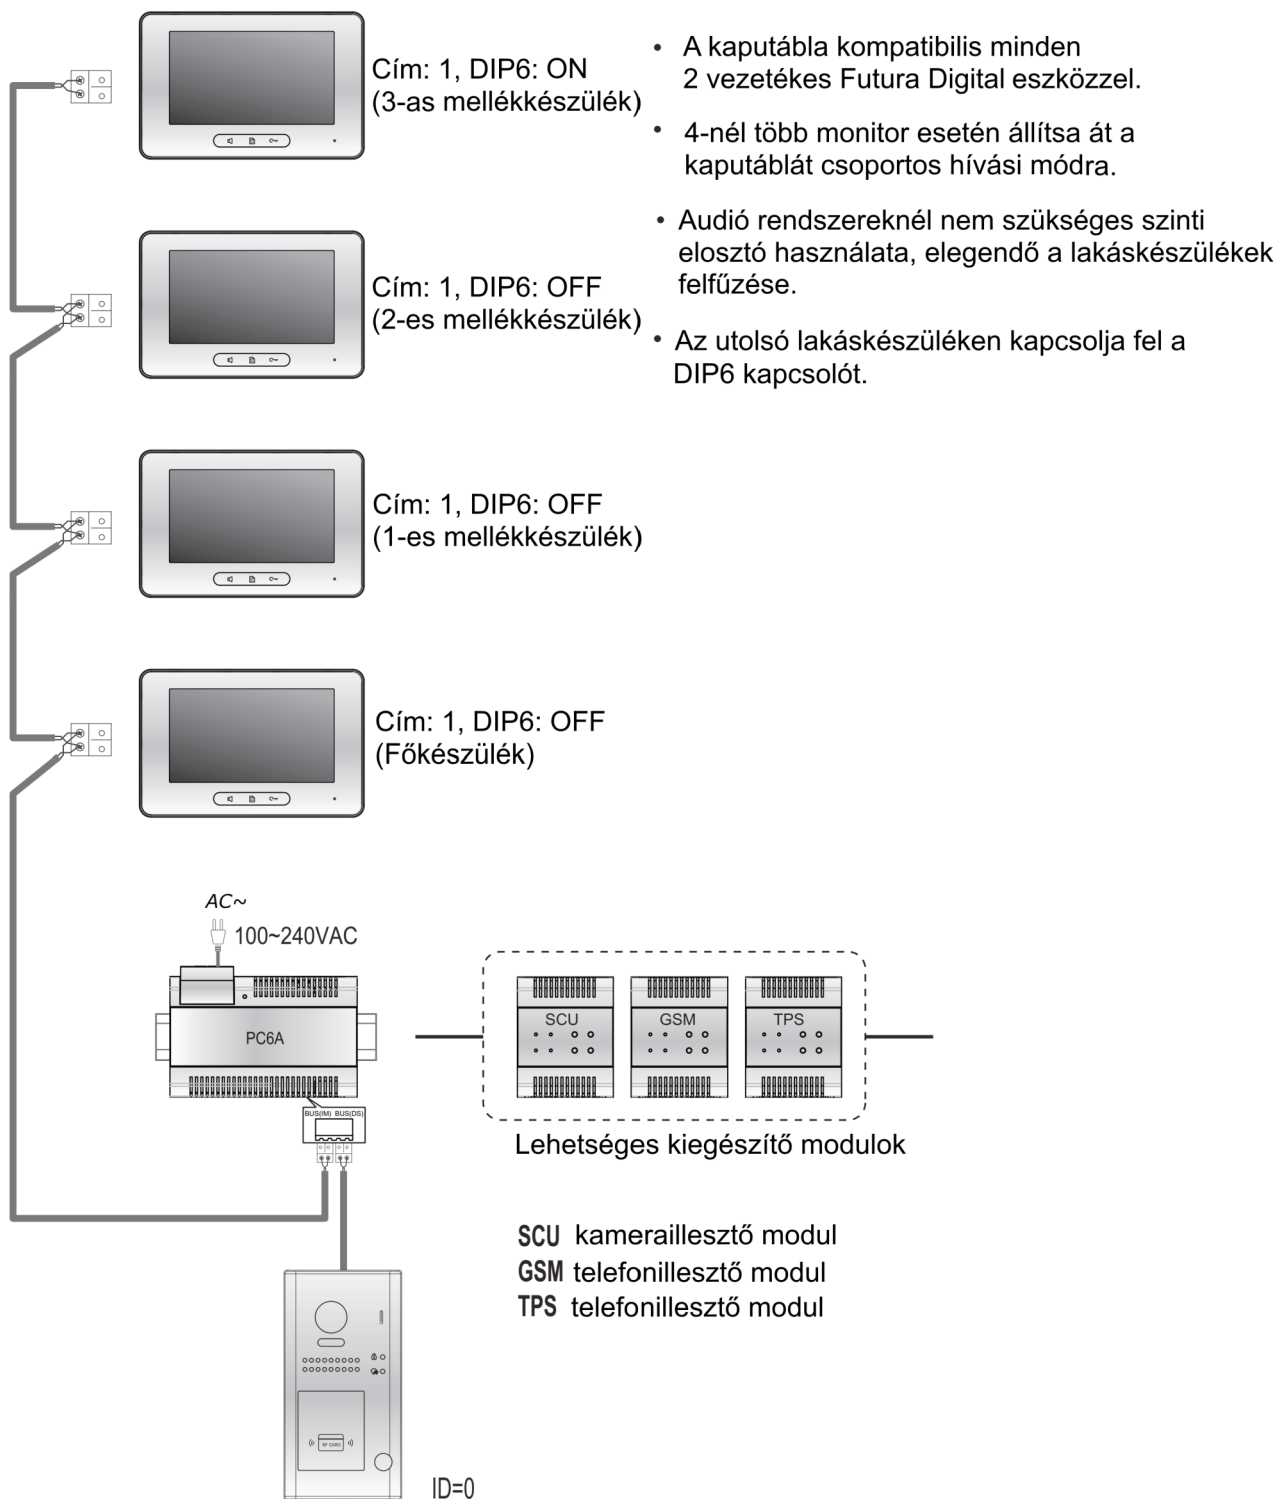 Cím: 1, DIP6: ON
(3-as mellékkészülék)
• A kaputábla kompatibilis minden
2 vezetékes Futura Digital eszközzel.
• 4-nél több monitor esetén állítsa át a
kaputáblát csoportos hívási módra.
• Audió rendszereknél nem szükséges szinti
elosztó használata, elegendő a lakáskészülékek
felfűzése.
• Az utolsó lakáskészüléken kapcsolja fel a
DIP6 kapcsolót.
Cím: 1, DIP6: OFF
(2-es mellékkészülék)
Cím: 1, DIP6: OFF
(1-es mellékkészülék)
Cím: 1, DIP6: OFF
(Főkészülék)
AC~
100~240VAC
PC6A
BUS(IM) BUS(DS)
SCU
GSM
TPS
Lehetséges kiegészítő modulok
SCU kameraillesztő modul
GSM telefonillesztő modul
TPS telefonillesztő modul
RF CARD
ID=0